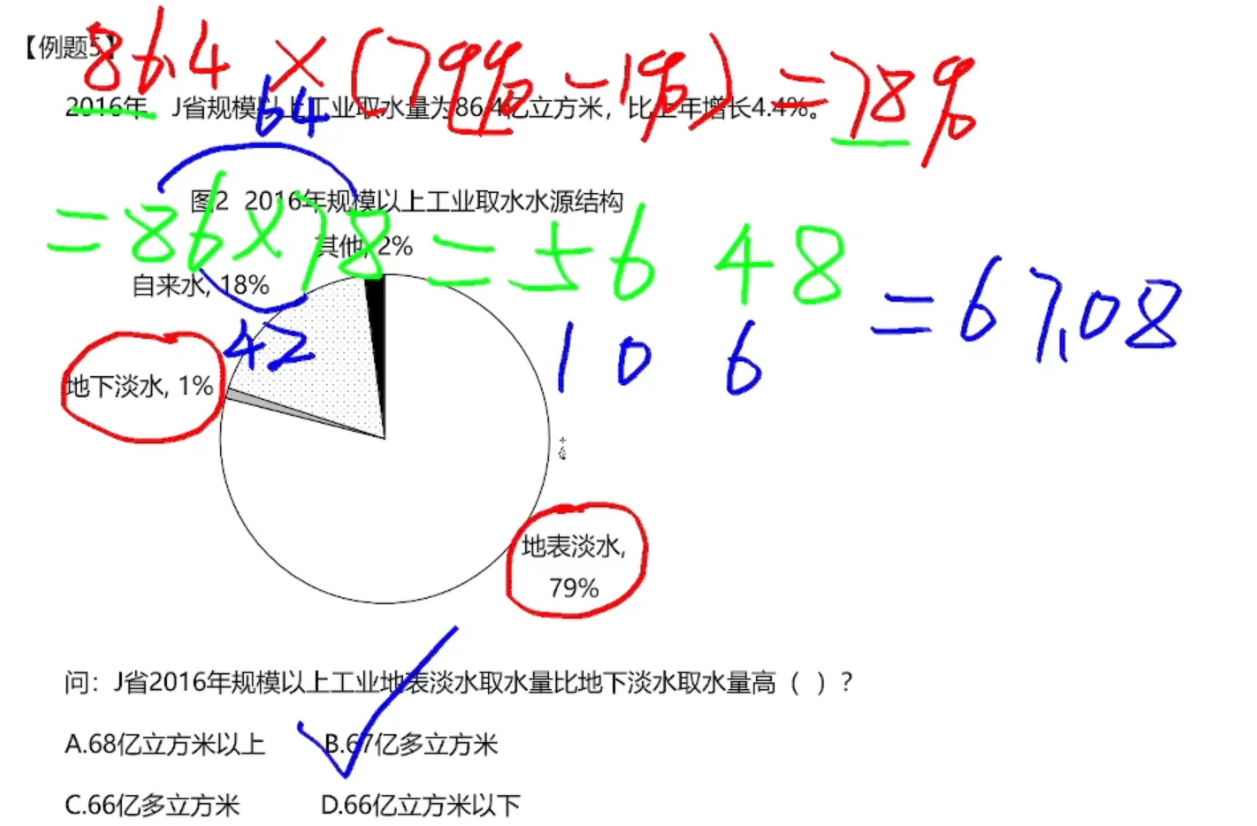 【例题5】
86.4×(79%-1%)=78%
2016年，J省规模以上工业取水量为86.4亿立方米，比上年增长4.4%。
64
图2 2016年规模以上工业取水水源结构
=86×78=5648
其他, 2%
自来水, 18%
=67.08
42
106
地下淡水, 1%
地表淡水,
79%
问：J省2016年规模以上工业地表淡水取水量比地下淡水取水量高（ ）?
A.68亿立方米以上 B.67亿多立方米
C.66亿多立方米 D.66亿立方米以下